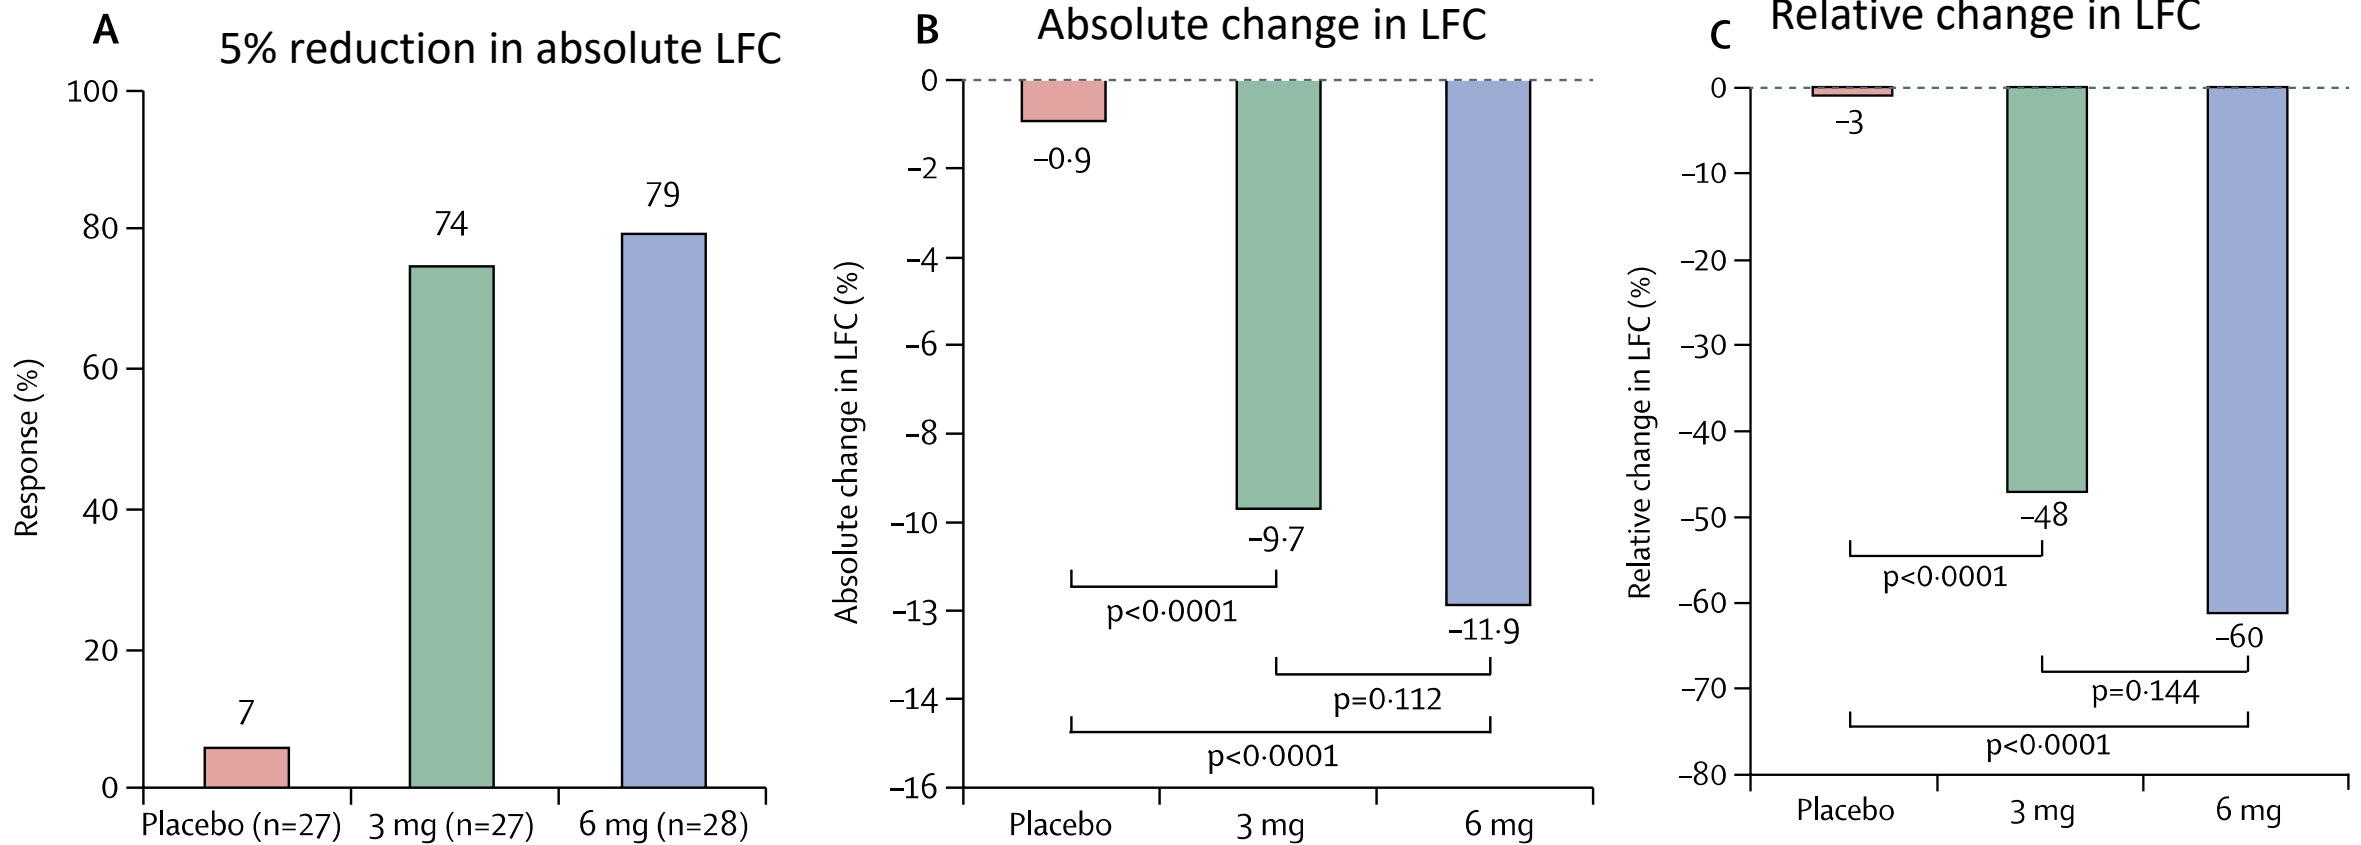 A
5% reduction in absolute LFC
Response (%)
100
80
60
40
20
0
7
74
79
Placebo (n=27)
3 mg (n=27)
6 mg (n=28)
B
Absolute change in LFC
Absolute change in LFC (%)
0
–2
–4
–6
–8
–10
–13
–14
–16
–0·9
–9·7
–11·9
p<0·0001
p=0·112
p<0·0001
Placebo
3 mg
6 mg
C
Relative change in LFC
Relative change in LFC (%)
0
–10
–20
–30
–40
–50
–60
–70
–80
–3
–48
–60
p<0·0001
p=0·144
p<0·0001
Placebo
3 mg
6 mg